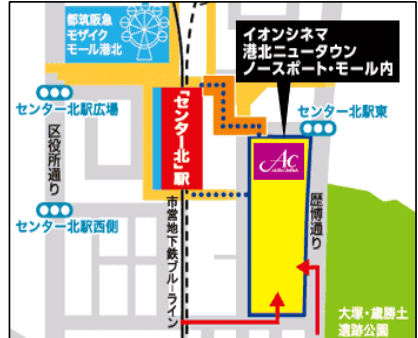 都筑阪急
モザイク
モール港北
イオンシネマ
港北ニュータウン
ノースポート・モール内
センター北駅広場
「センター北」駅
センター北駅東
Ac
AEON CINEMA
区役所通り
センター北駅西側
市営地下鉄ブルーライン
歴博通り
大塚・歳勝土
遺跡公園